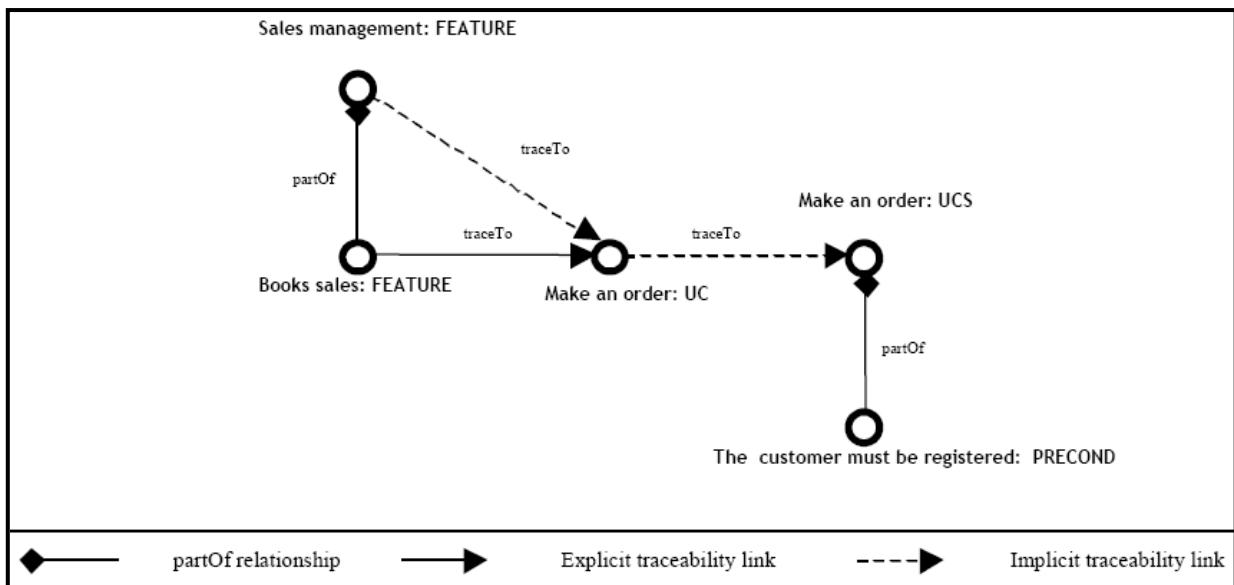 Sales management: FEATURE
traceTo
partOf
Make an order: UCS
traceTo
traceTo
Books sales: FEATURE
Make an order: UC
partOf
The customer must be registered: PRECOND
partOf relationship
Explicit traceability link
Implicit traceability link